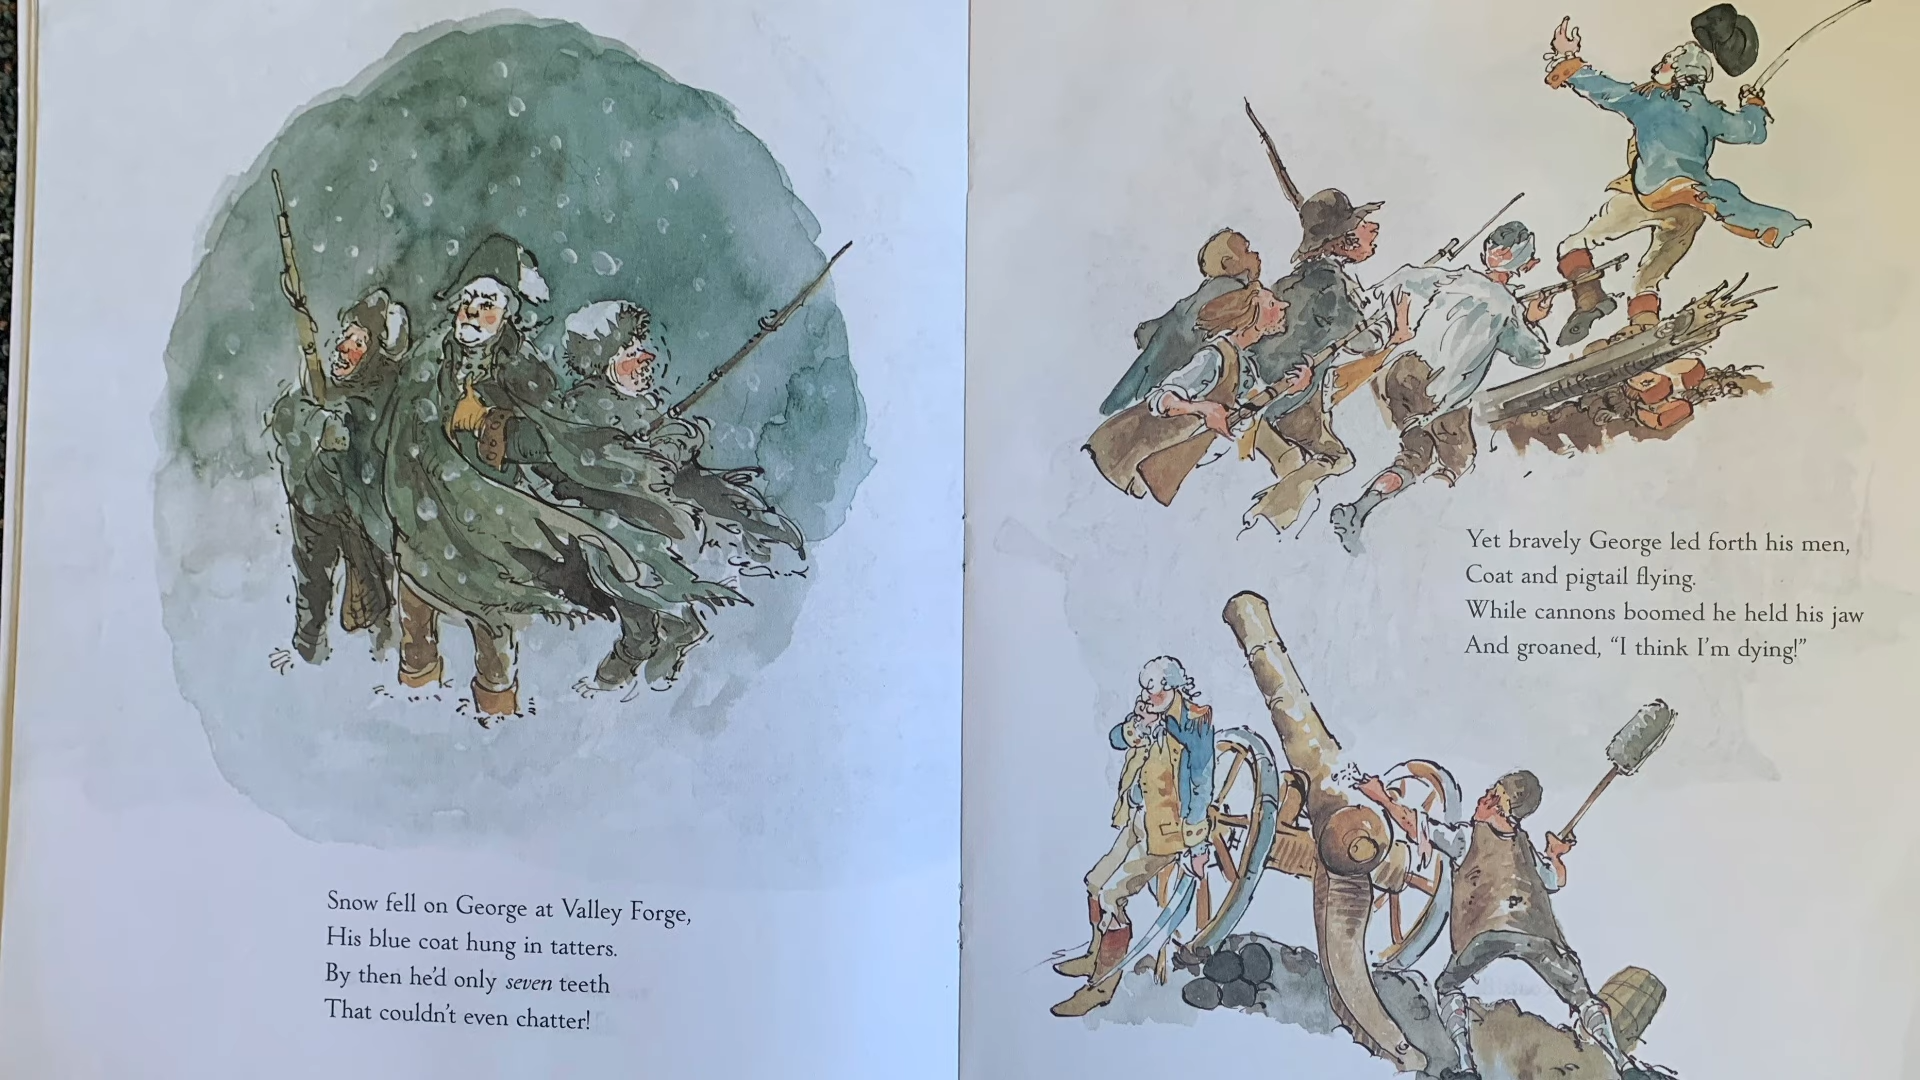 Snow fell on George at Valley Forge,
His blue coat hung in tatters.
By then he'd only seven teeth
That couldn't even chatter!
Yet bravely George led forth his men,
Coat and pigtail flying.
While cannons boomed he held his jaw
And groaned, “I think I'm dying!”